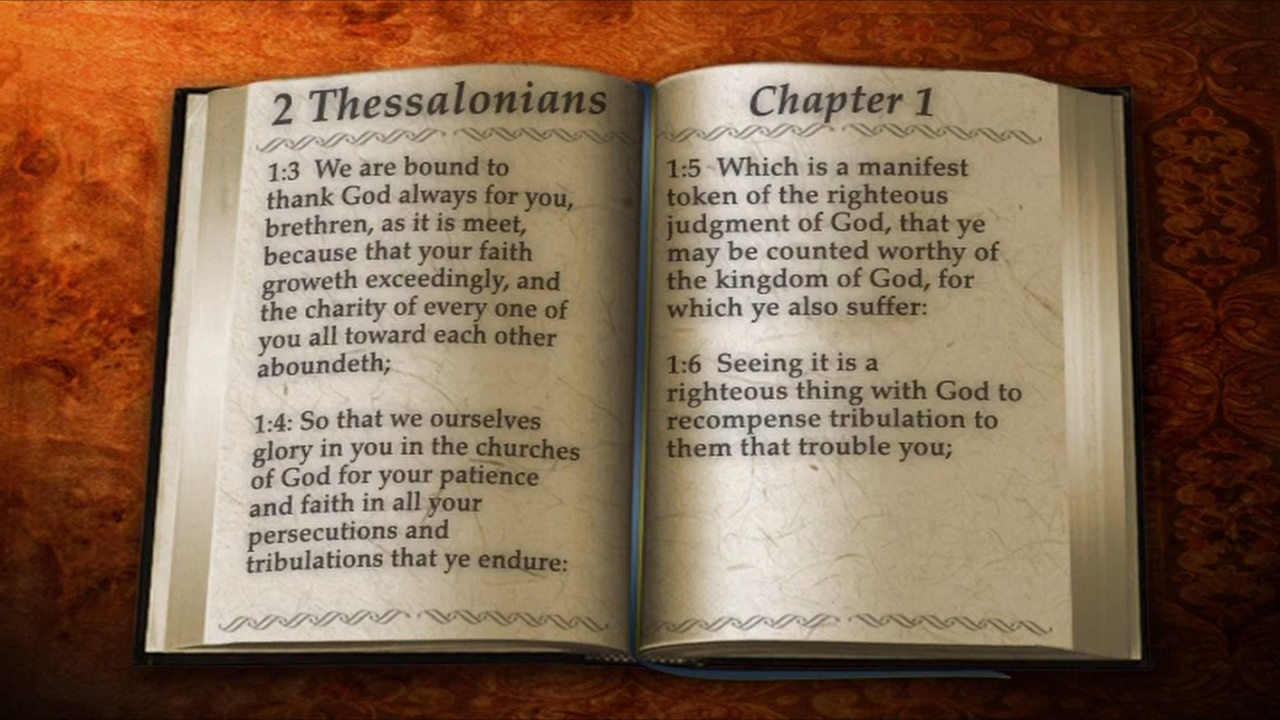 2 Thessalonians
1:3 We are bound to
thank God always for you,
brethren, as it is meet,
because that your faith
groweth exceedingly, and
the charity of every one of
you all toward each other
aboundeth;
1:4: So that we ourselves
glory in you in the churches
of God for your patience
and faith in all your
persecutions and
tribulations that ye endure:
Chapter 1
1:5 Which is a manifest
token of the righteous
judgment of God, that ye
may be counted worthy of
the kingdom of God, for
which ye also suffer:
1:6 Seeing it is a
righteous thing with God to
recompense tribulation to
them that trouble you;